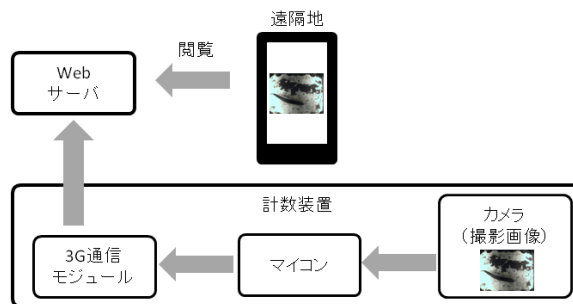 遠隔地
閲覧
Web
サーバ
計数装置
カメラ
（撮影画像）
マイコン
3G通信
モジュール